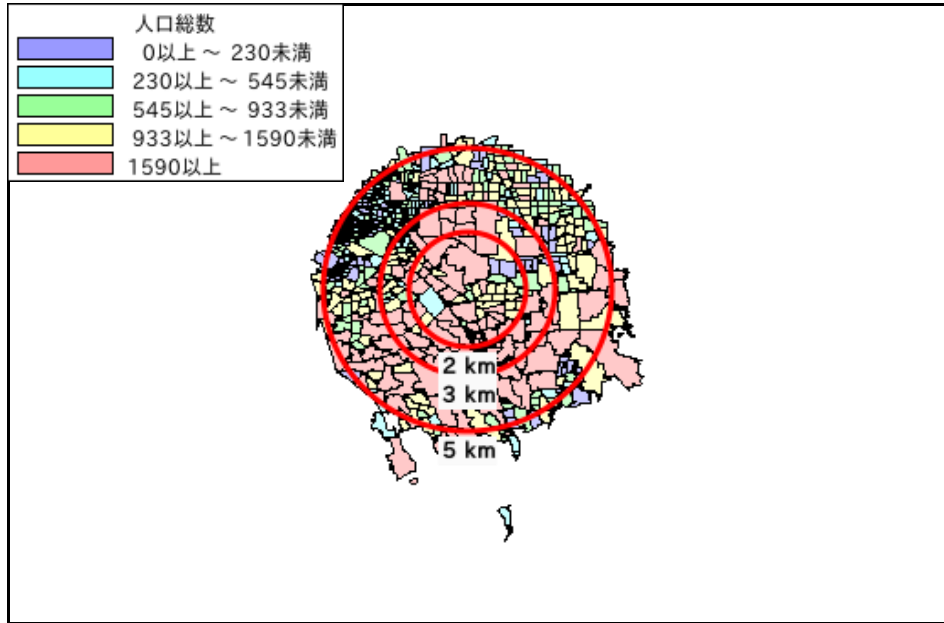 人口総数
0以上 ～ 230未満
230以上 ～ 545未満
545以上 ～ 933未満
933以上 ～ 1590未満
1590以上
2 km
3 km
5 km